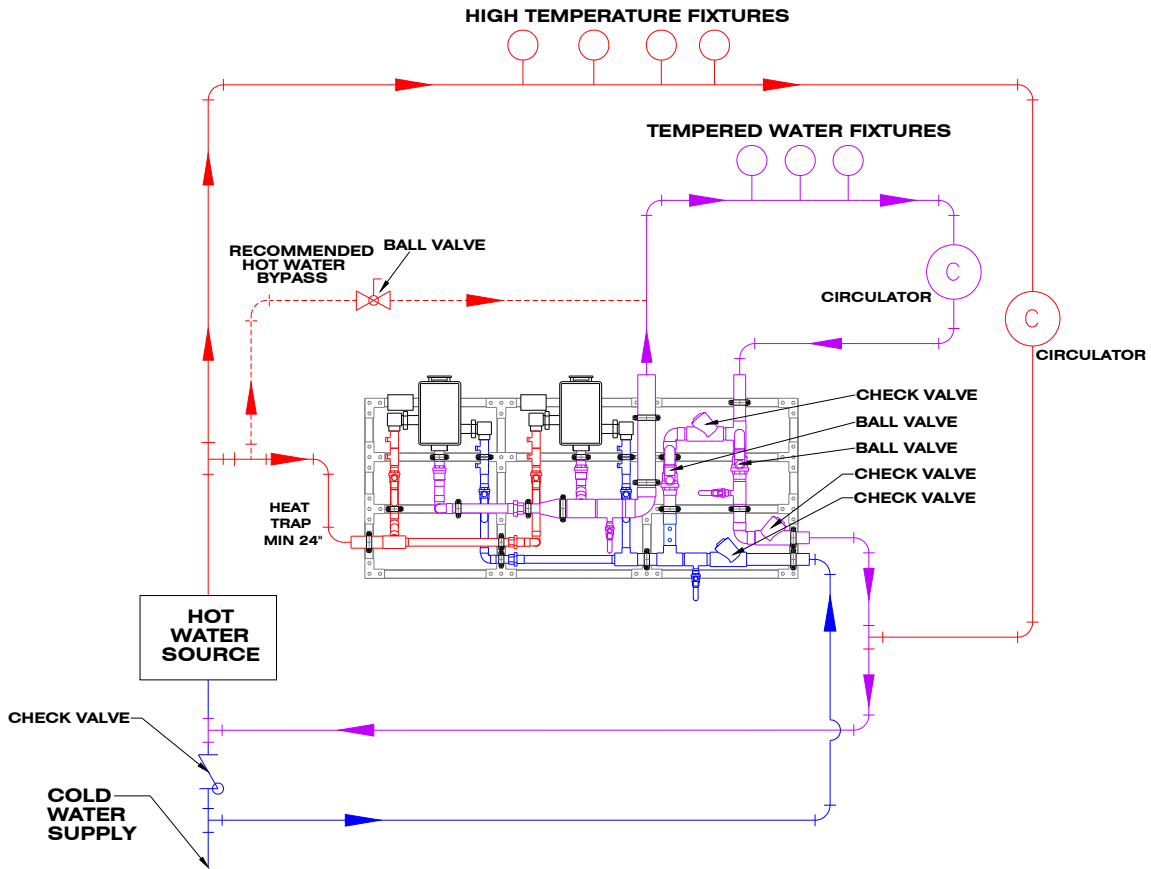 HIGH TEMPERATURE FIXTURES
TEMPERED WATER FIXTURES
RECOMMENDED
HOT WATER
BYPASS
BALL VALVE
C
CIRCULATOR
C
CIRCULATOR
CHECK VALVE
BALL VALVE
BALL VALVE
CHECK VALVE
CHECK VALVE
HEAT
TRAP
MIN 24"
HOT
WATER
SOURCE
CHECK VALVE
COLD
WATER
SUPPLY